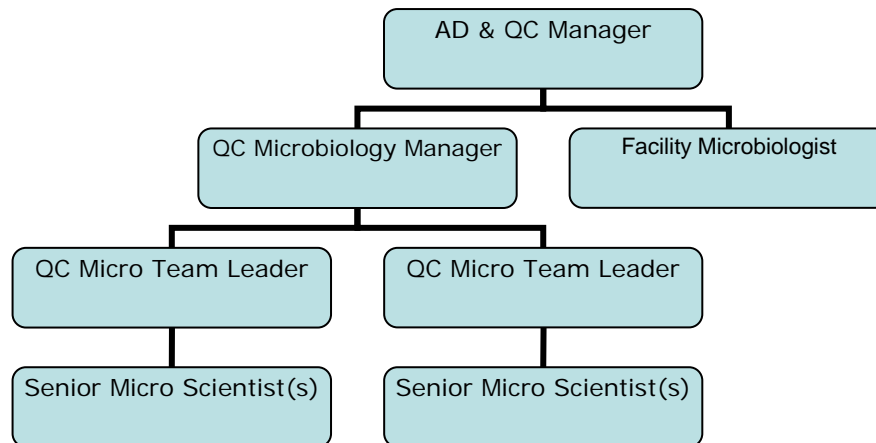 AD & QC Manager
QC Microbiology Manager
Facility Microbiologist
QC Micro Team Leader
QC Micro Team Leader
Senior Micro Scientist(s)
Senior Micro Scientist(s)